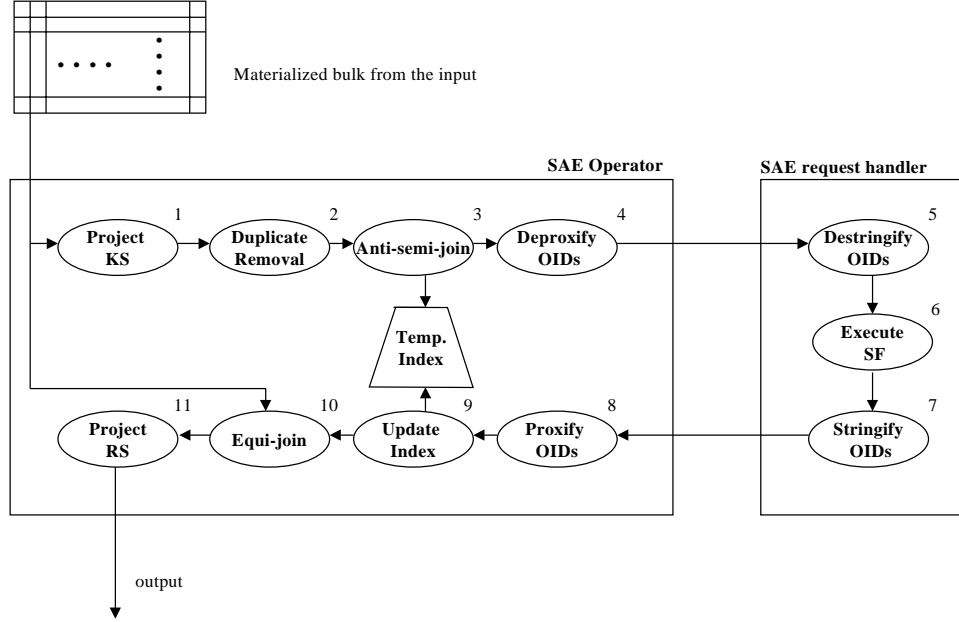 Materialized bulk from the input
SAE Operator
SAE request handler
1
Project
KS
2
Duplicate
Removal
3
Anti-semi-join
4
Deproxify
OIDs
5
Destringify
OIDs
6
Execute
SF
Temp.
Index
7
Stringify
OIDs
8
Proxify
OIDs
9
Update
Index
10
Equi-join
11
Project
RS
output